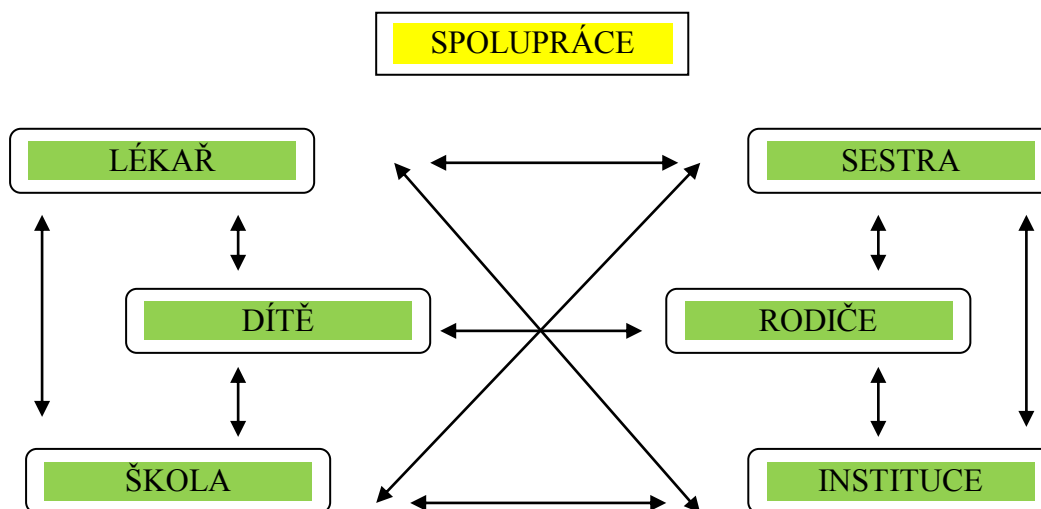 SPOLUPRÁCE
LÉKAŘ
SESTRA
DÍTĚ
RODIČE
ŠKOLA
INSTITUCE